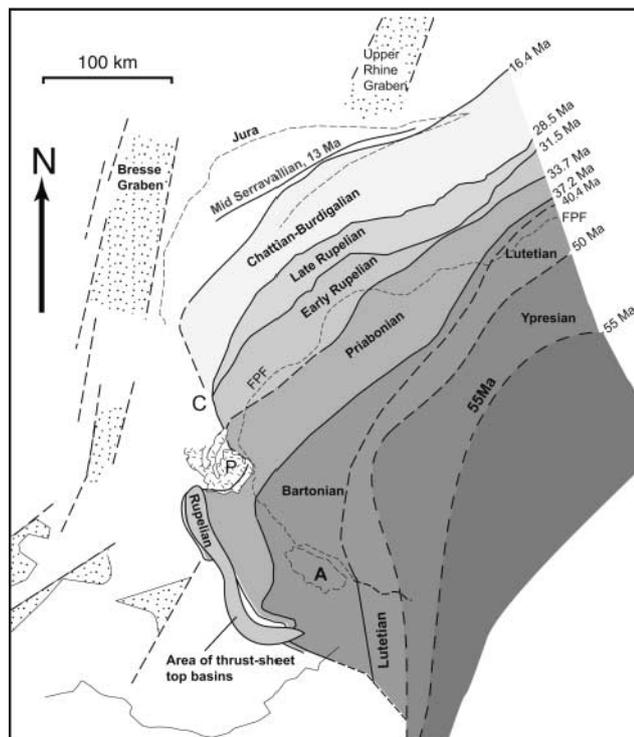 100 km
N
Upper
Rhine
Graben
16.4 Ma
Jura
Bresse
Graben
Mid Serravallian, 13 Ma
28.5 Ma
31.5 Ma
Chattian-Burdigalian
33.7 Ma
37.2 Ma
40.4 Ma
Late Rupelian
FPF
Early Rupelian
Lutetian
50 Ma
Priabonian
Ypresian
55 Ma
FPF
C
55Ma
P
Bartonian
Rupelian
A
Lutetian
Area of thrust-sheet
top basins